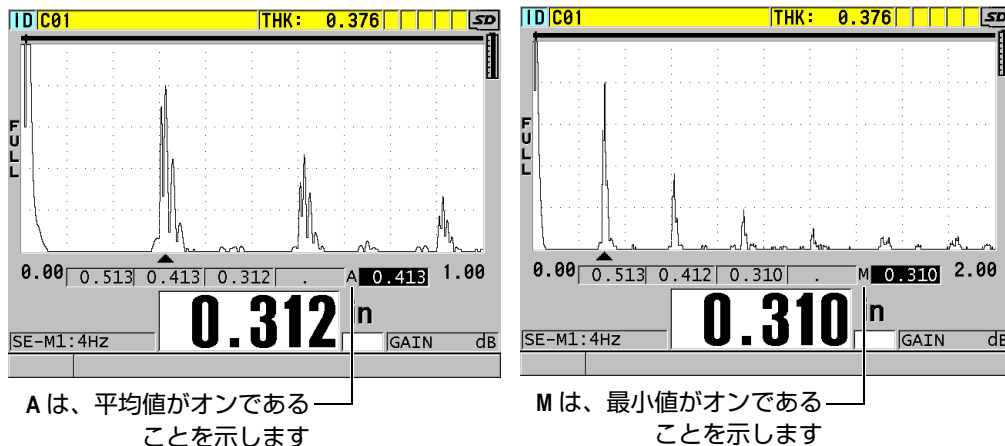 ID C01 THK: 0.376 SD
FULL
0.00 0.513 0.413 0.312 . A 0.413 1.00
0.312 in
SE-M1:4Hz GAIN dB
A は、平均値がオンである
ことを示します
ID C01 THK: 0.376 SD
FULL
0.00 0.513 0.412 0.310 . M 0.310 2.00
0.310 in
SE-M1:4Hz GAIN dB
M は、最小値がオンである
ことを示します